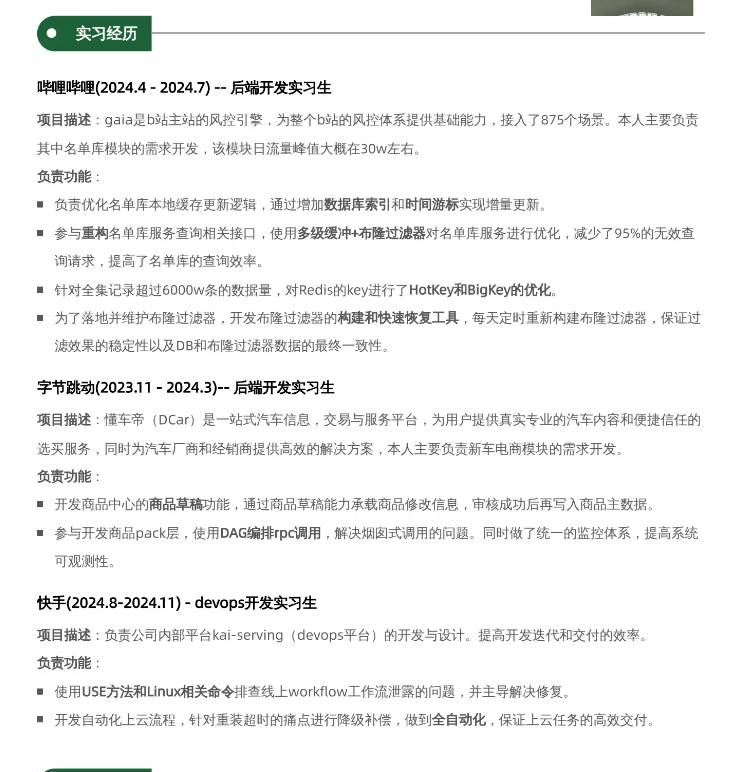 实习经历
哔哩哔哩(2024.4 - 2024.7) -- 后端开发实习生
项目描述：gaia是b站主站的风控引擎，为整个b站的风控体系提供基础能力，接入了875个场景。本人主要负责
其中名单库模块的需求开发，该模块日流量峰值大概在30w左右。
负责功能：
负责优化名单库本地缓存更新逻辑，通过增加数据库索引和时间游标实现增量更新。
参与重构名单库服务查询相关接口，使用多级缓冲+布隆过滤器对名单库服务进行优化，减少了95%的无效查
询请求，提高了名单库的查询效率。
针对全集记录超过6000w条的数据量，对Redis的key进行了HotKey和BigKey的优化。
为了落地并维护布隆过滤器，开发布隆过滤器的构建和快速恢复工具，每天定时重新构建布隆过滤器，保证过
滤效果的稳定性以及DB和布隆过滤器数据的最终一致性。
字节跳动(2023.11 - 2024.3)-- 后端开发实习生
项目描述：懂车帝（DCar）是一站式汽车信息，交易与服务平台，为用户提供真实专业的汽车内容和便捷信任的
选买服务，同时为汽车厂商和经销商提供高效的解决方案，本人主要负责新车电商模块的需求开发。
负责功能：
开发商品中心的商品草稿功能，通过商品草稿能力承载商品修改信息，审核成功后再写入商品主数据。
参与开发商品pack层，使用DAG编排rpc调用，解决烟囱式调用的问题。同时做了统一的监控体系，提高系统
可观测性。
快手(2024.8-2024.11) - devops开发实习生
项目描述：负责公司内部平台kai-serving（devops平台）的开发与设计。提高开发迭代和交付的效率。
负责功能：
使用USE方法和Linux相关命令排查线上workflow工作流泄露的问题，并主导解决修复。
开发自动化上云流程，针对重装超时的痛点进行降级补偿，做到全自动化，保证上云任务的高效交付。